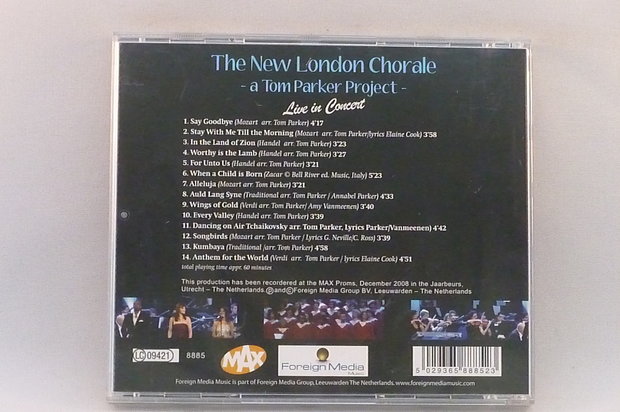 The New London Chorale
- a Tom Parker Project -
Live in Concert
1. Say Goodbye (Mozart arr. Tom Parker) 4'17
2. Stay With Me Till the Morning (Mozart arr. Tom Parker/lyrics Elaine Cook) 3'58
3. In the Land of Zion (Handel arr. Tom Parker) 3'23
4. Worthy is the Lamb (Handel arr. Tom Parker) 3'27
5. For Unto Us (Handel arr. Tom Parker) 3'21
6. When a Child is Born (Zacar © Bell River ed. Music, Italy) 5'23
7. Alleluja (Mozart arr. Tom Parker) 3'21
8. Auld Lang Syne (Traditional arr. Tom Parker / Annabel Parker) 4'33
9. Wings of Gold (Verdi arr. Tom Parker/ Amy Vanmeenen) 3'40
10. Every Valley (Handel arr. Tom Parker) 3'39
11. Dancing on Air Tchaikovsky arr. Tom Parker, Lyrics Parker/Vanmeenen) 4'42
12. Songbirds (Mozart arr. Tom Parker / Lyrics G. Neville/C. Ross) 3'39
13. Kumbaya (Traditional /arr. Tom Parker) 4'58
14. Anthem for the World (Verdi arr. Tom Parker / lyrics Elaine Cook) 4'51
total playing time appr. 60 minutes
This production has been recordered at the MAX Proms, December 2008 in the Jaarbeurs,
Utrecht – The Netherlands.℗and©Foreign Media Group BV, Leeuwarden – The Netherlands
LC 09421
8885
MAX
Foreign Media
Music
5 029365 888523
Foreign Media Music is part of Foreign Media Group, Leeuwarden The Netherlands, www.foreignmediamusic.com